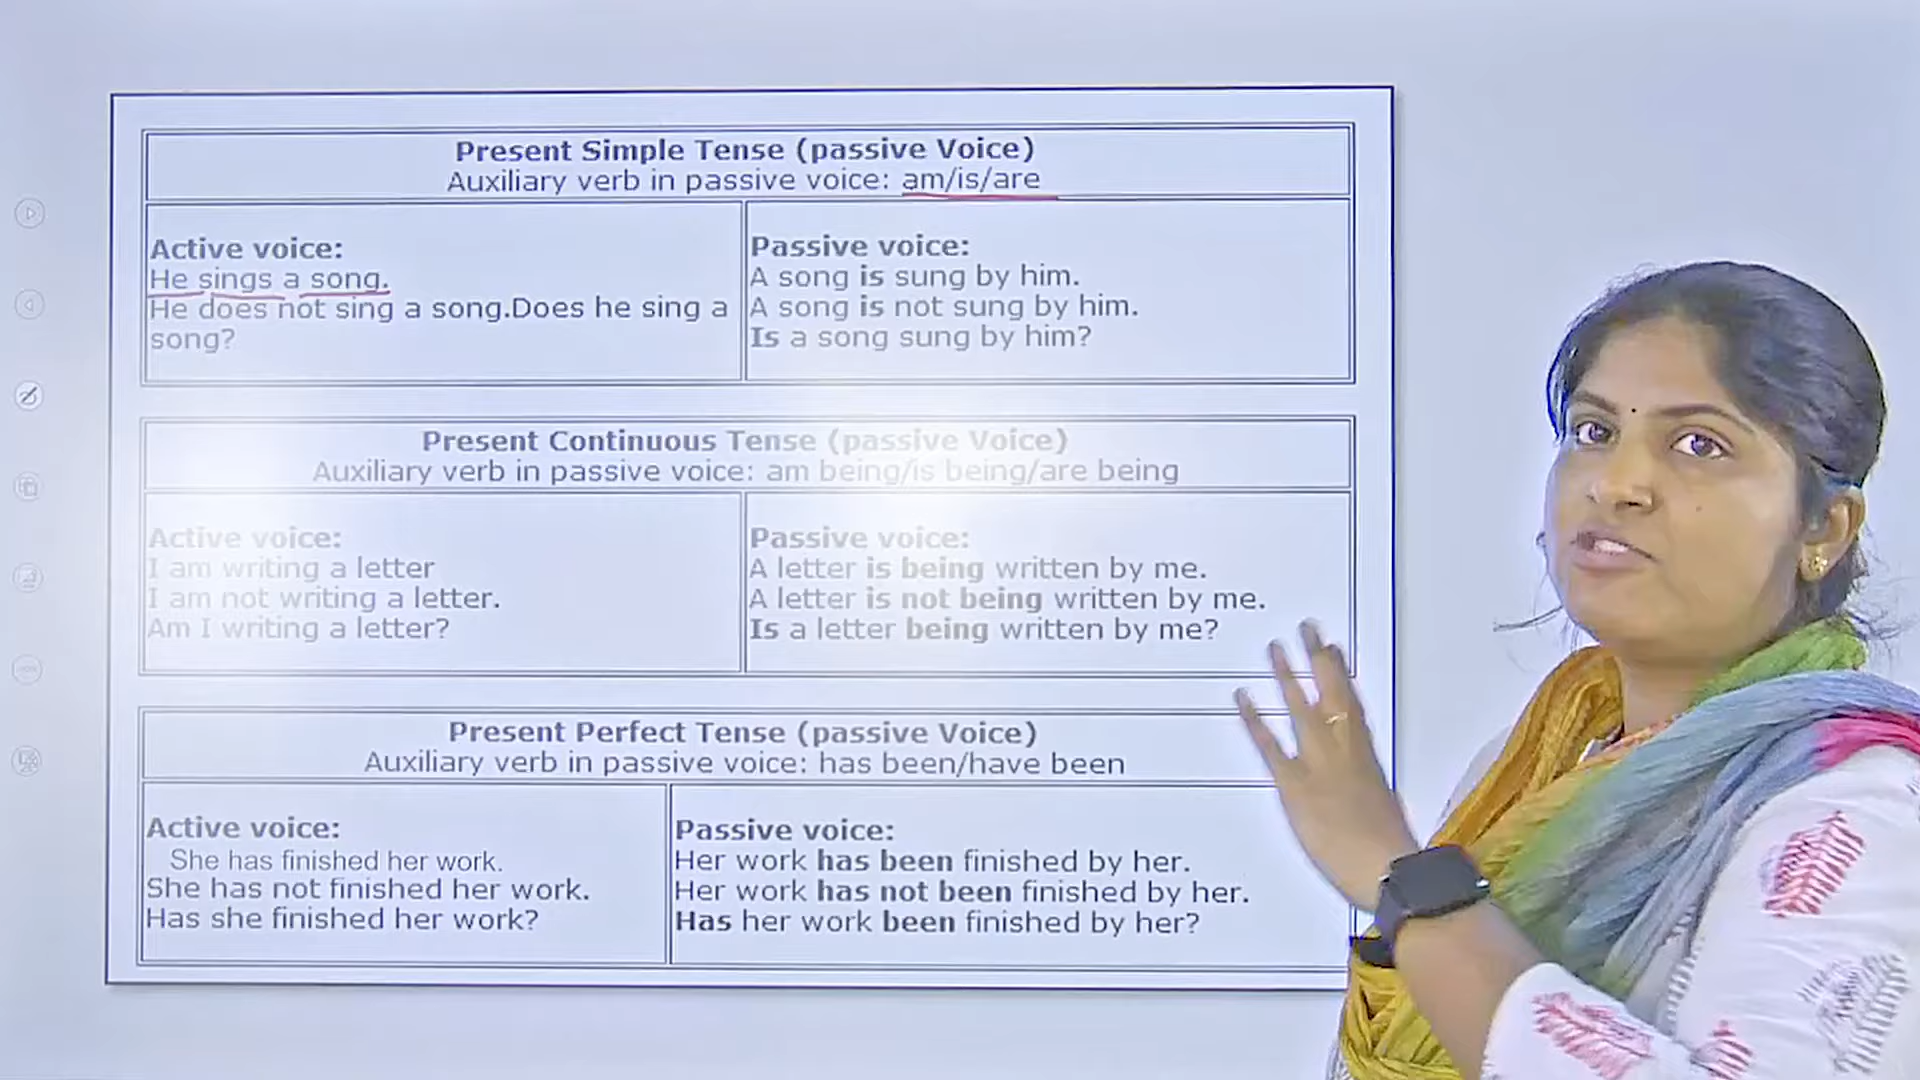 Present Simple Tense (passive Voice)
Auxiliary verb in passive voice: am/is/are
Active voice:
He sings a song.
He does not sing a song.Does he sing a
song?
Passive voice:
A song is sung by him.
A song is not sung by him.
Is a song sung by him?
Present Continuous Tense (passive Voice)
Auxiliary verb in passive voice: am being/is being/are being
Active voice:
I am writing a letter
I am not writing a letter.
Am I writing a letter?
Passive voice:
A letter is being written by me.
A letter is not being written by me.
Is a letter being written by me?
Present Perfect Tense (passive Voice)
Auxiliary verb in passive voice: has been/have been
Active voice:
She has finished her work.
She has not finished her work.
Has she finished her work?
Passive voice:
Her work has been finished by her.
Her work has not been finished by her.
Has her work been finished by her?